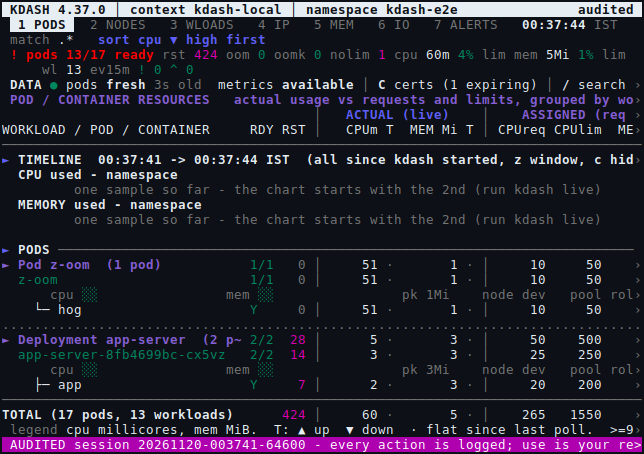 KDASH 4.37.0 │ context kdash-local │ namespace kdash-e2e audited
1 PODS 2 NODES 3 WLOADS 4 IP 5 MEM 6 IO 7 ALERTS 00:37:44 IST
match .* sort cpu ▼ high first
! pods 13/17 ready rst 424 oom 0 oomk 0 nolim 1 cpu 60m 4% lim mem 5Mi 1% lim
wl 13 ev15m ! 0 ^ 0
DATA ● pods fresh 3s old metrics available │ C certs (1 expiring) │ / search ›
POD / CONTAINER RESOURCES actual usage vs requests and limits, grouped by wo›
│ ACTUAL (live) │ ASSIGNED (req ›
WORKLOAD / POD / CONTAINER RDY RST │ CPUm T MEM Mi T │ CPUreq CPUlim ME›
► TIMELINE 00:37:41 -> 00:37:44 IST (all since kdash started, z window, c hid›
CPU used - namespace
one sample so far - the chart starts with the 2nd (run kdash live)
MEMORY used - namespace
one sample so far - the chart starts with the 2nd (run kdash live)
► PODS
► Pod z-oom (1 pod) 1/1 0 │ 51 · 1 · │ 10 50 ›
z-oom 1/1 0 │ 51 · 1 · │ 10 50 ›
cpu ░░ mem ░░ pk 1Mi node dev pool rol›
└─ hog Y 0 │ 51 · 1 · │ 10 50 ›
► Deployment app-server (2 p~ 2/2 28 │ 5 · 3 · │ 50 500 ›
app-server-8fb4699bc-cx5vz 2/2 14 │ 3 · 3 · │ 25 250 ›
cpu ░░ mem ░░ pk 3Mi node dev pool rol›
├─ app Y 7 │ 2 · 3 · │ 20 200 ›
TOTAL (17 pods, 13 workloads) 424 │ 60 · 5 · │ 265 1550 ›
legend cpu millicores, mem MiB. T: ▲ up ▼ down · flat since last poll. >=9›
AUDITED session 20261120-003741-64600 - every action is logged; use is your re>